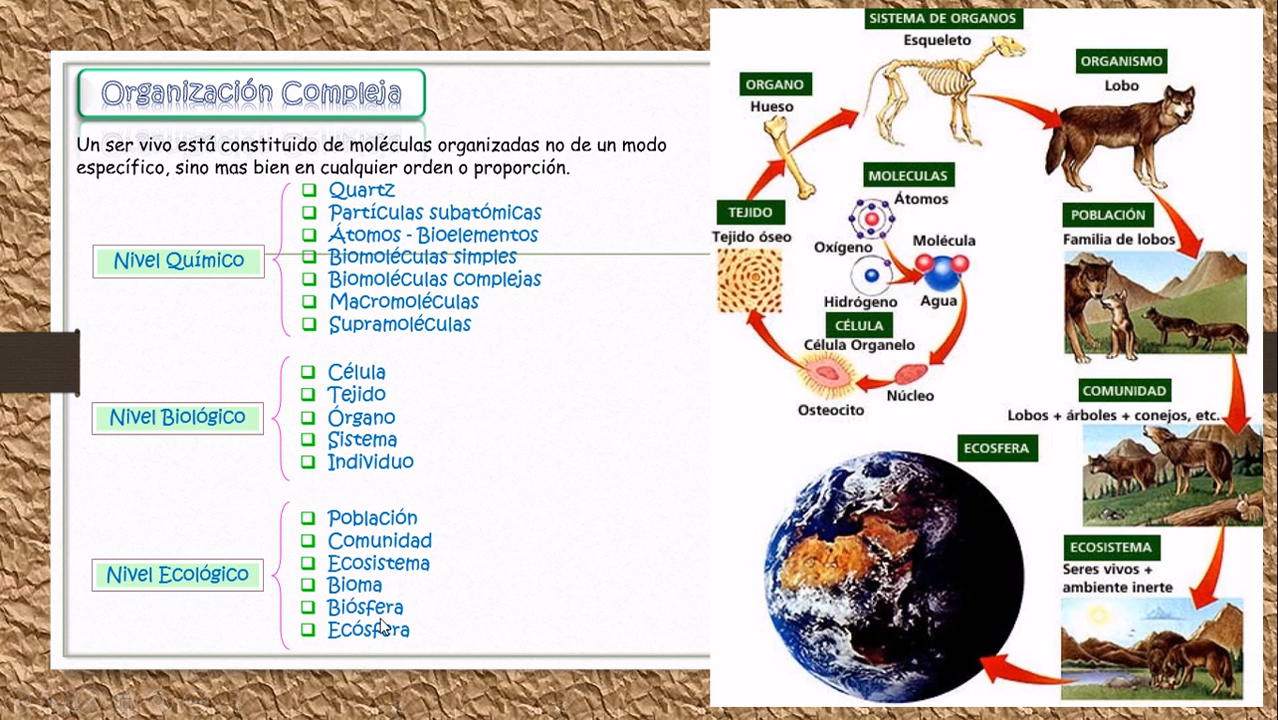 Organización Compleja
Un ser vivo está constituido de moléculas organizadas no de un modo
específico, sino mas bien en cualquier orden o proporción.
Nivel Químico
Quartz
Partículas subatómicas
Átomos - Bioelementos
Biomoléculas simples
Biomoléculas complejas
Macromoléculas
Supramoléculas
Nivel Biológico
Célula
Tejido
Órgano
Sistema
Individuo
Nivel Ecológico
Población
Comunidad
Ecosistema
Bioma
Biósfera
Ecósfera
SISTEMA DE ORGANOS
Esqueleto
ORGANISMO
Lobo
ORGANO
Hueso
MOLECULAS
Átomos
TEJIDO
Tejido óseo
Oxígeno
Molécula
Hidrógeno
Agua
CÉLULA
Célula Organelo
Núcleo
Osteocito
POBLACIÓN
Familia de lobos
COMUNIDAD
Lobos + árboles + conejos, etc.
ECOSFERA
ECOSISTEMA
Seres vivos +
ambiente inerte